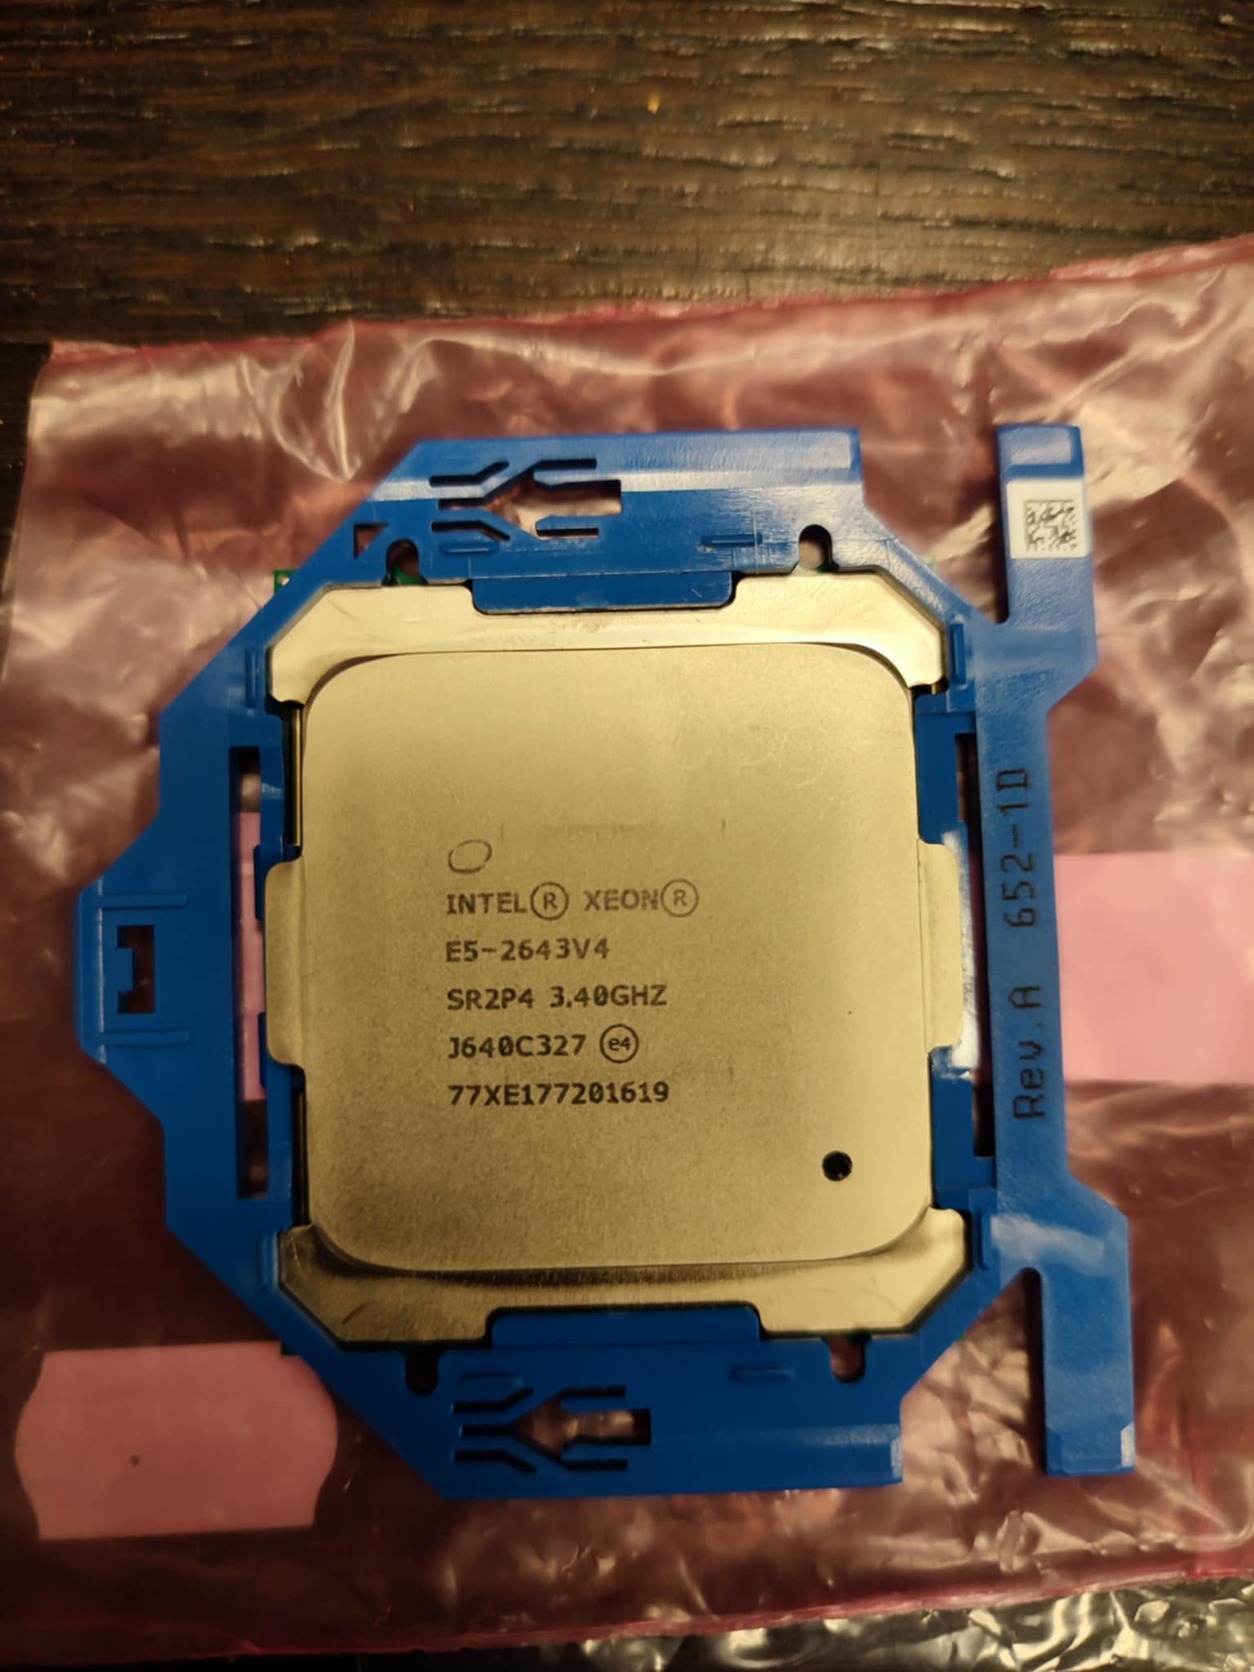 INTEL® XEON®
E5-2643V4
SR2P4 3.40GHZ
J640C327 e4
77XE177201619
Rev.A 652-1D